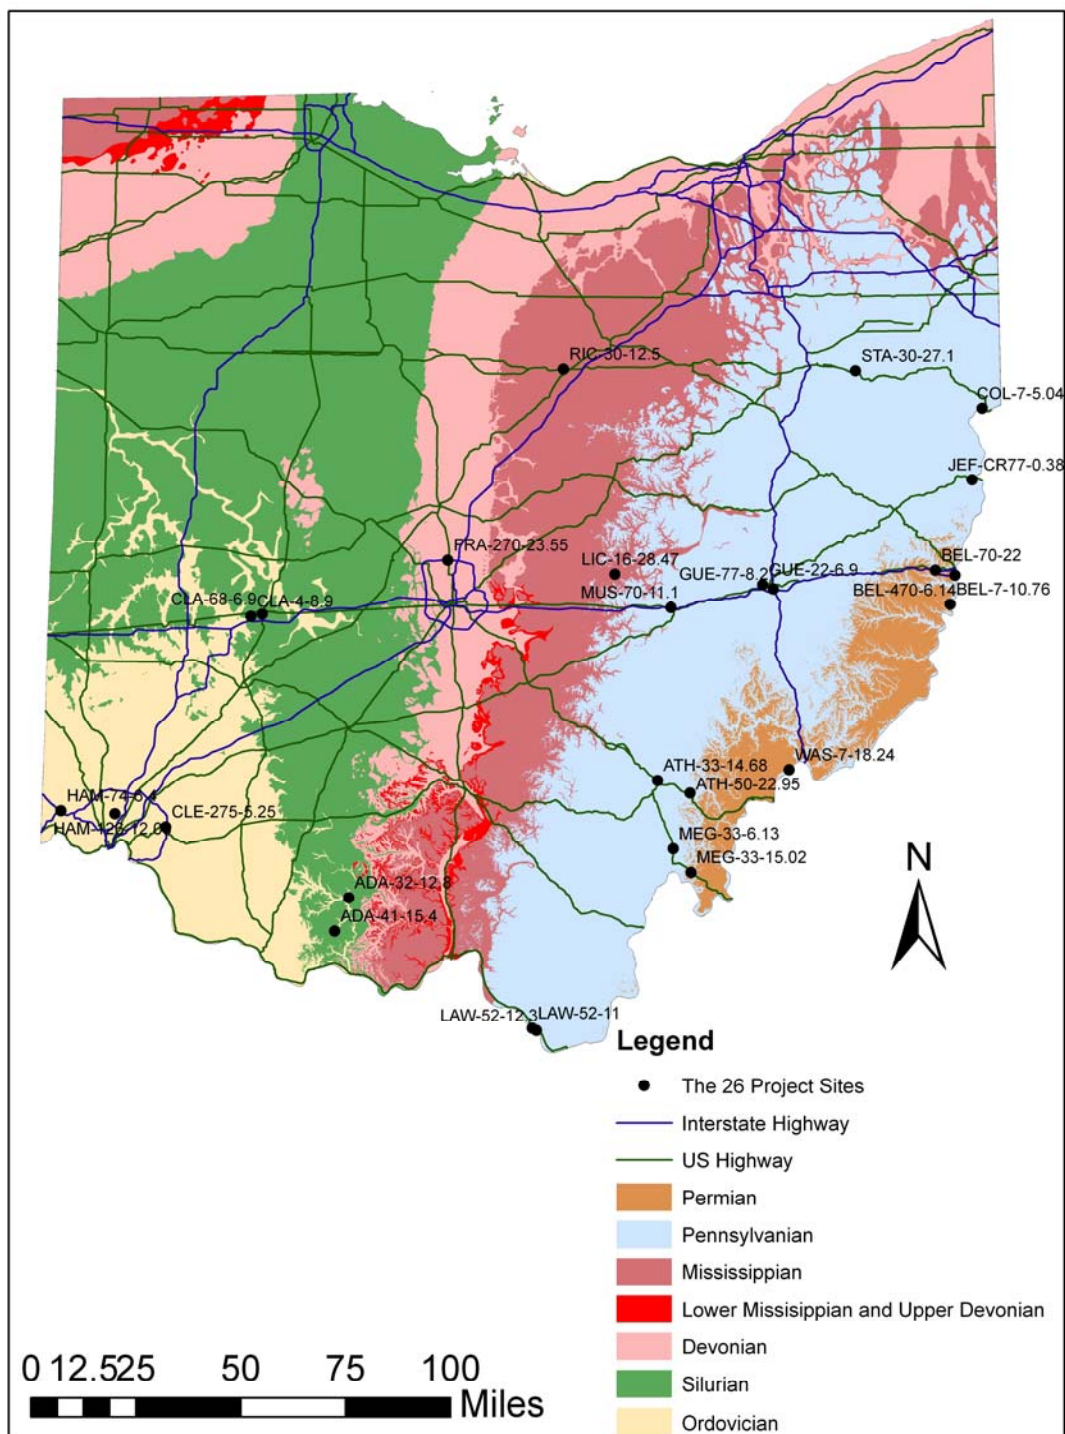 RIC-30-12.5
STA-30-27.1
COL-7-5.04
JEF-CR77-0.38
FRA-270-23.55
LIC-16-28.47
GUE-77-8.2
GUE-22-6.9
BEL-70-22
MUS-70-11.1
BEL-470-6.14
BEL-7-10.76
CLA-68-6.9
CLA-4-8.9
WAS-7-18.24
ATH-33-14.68
ATH-50-22.95
HAM-74-6.4
CLE-275-5.25
MEG-33-6.13
MEG-33-15.02
ADA-32-12.8
ADA-41-15.4
N
LAW-52-12.3
LAW-52-11
Legend
The 26 Project Sites
Interstate Highway
US Highway
Permian
Pennsylvanian
Mississippian
Lower Missisippian and Upper Devonian
Devonian
Silurian
Ordovician
0 12.5 25 50 75 100
Miles